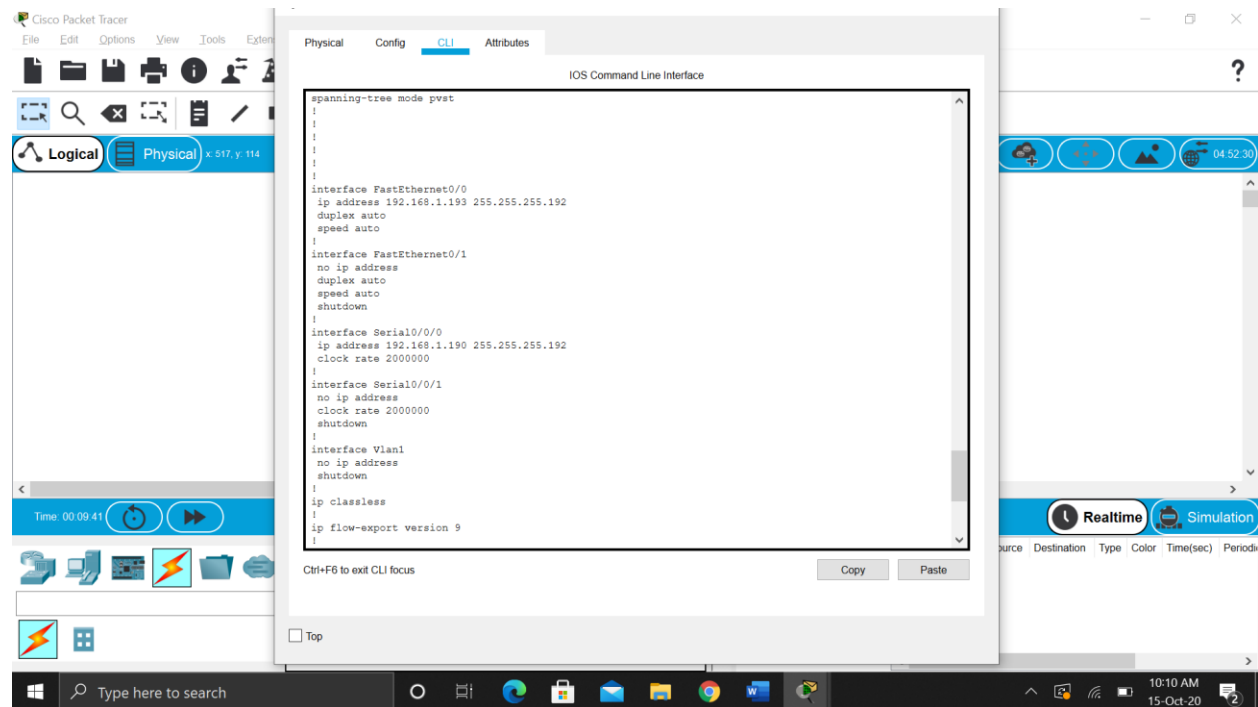 Cisco Packet Tracer
File Edit Options View Tools Exten
Physical Config CLI Attributes
IOS Command Line Interface
?
Logical Physical x: 517, y: 114
04:52:30
spanning-tree mode pvst
!
!
!
!
!
!
interface FastEthernet0/0
ip address 192.168.1.193 255.255.255.192
duplex auto
speed auto
!
interface FastEthernet0/1
no ip address
duplex auto
speed auto
shutdown
!
interface Serial0/0/0
ip address 192.168.1.190 255.255.255.192
clock rate 2000000
!
interface Serial0/0/1
no ip address
clock rate 2000000
shutdown
!
interface Vlan1
no ip address
shutdown
!
ip classless
!
ip flow-export version 9
!
Time: 00:09:41
Realtime Simulation
ource Destination Type Color Time(sec) Periodi
Ctrl+F6 to exit CLI focus
Copy Paste
Top
Type here to search
10:10 AM
15-Oct-20
2